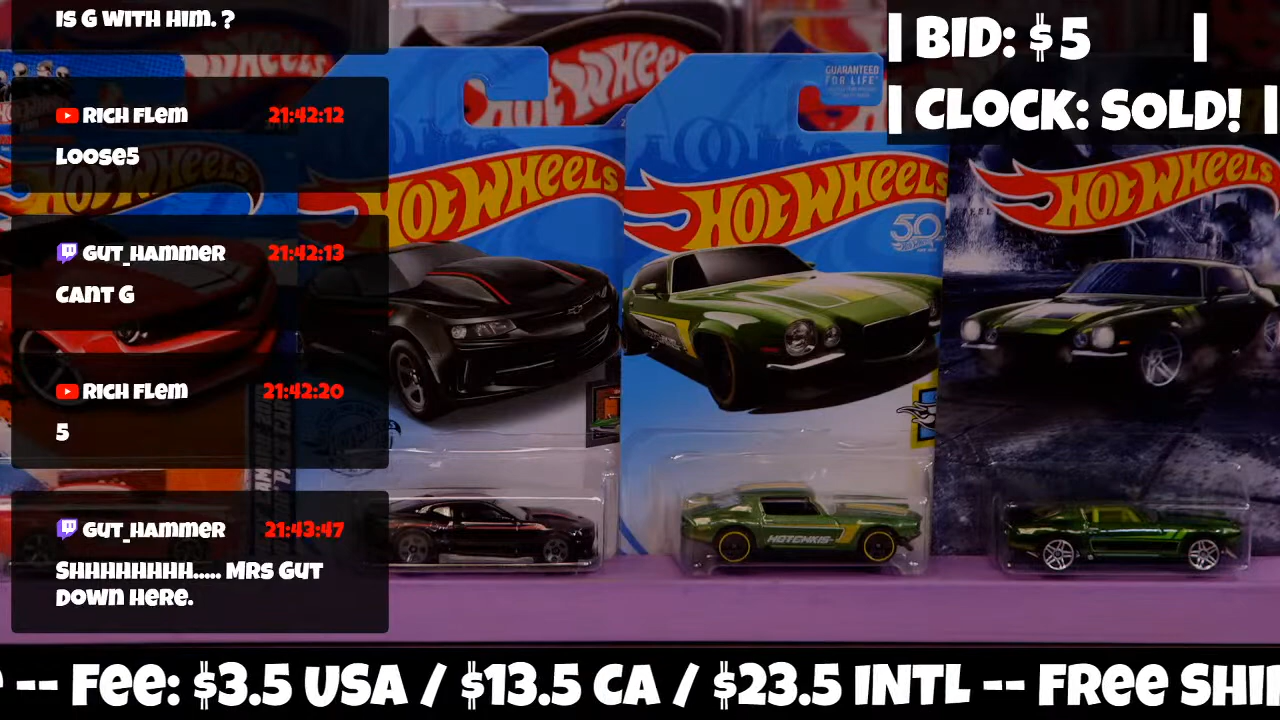 IS G WITH HIM. ?
RICH FLEM 21:42:12
LOOSE5
GUT_HAMMER 21:42:13
CANT G
RICH FLEM 21:42:20
5
GUT_HAMMER 21:43:47
SHHHHHHHH..... MRS GUT
DOWN HERE.
| BID: $5 |
| CLOCK: SOLD! |
GUARANTEED
FOR LIFE
HOT WHEELS
HOT WHEELS
HOT WHEELS
HOT WHEELS
HOT WHEELS
50
HOTCHKIS
-- Fee: $3.5 USA / $13.5 CA / $23.5 INTL -- FREE SHI